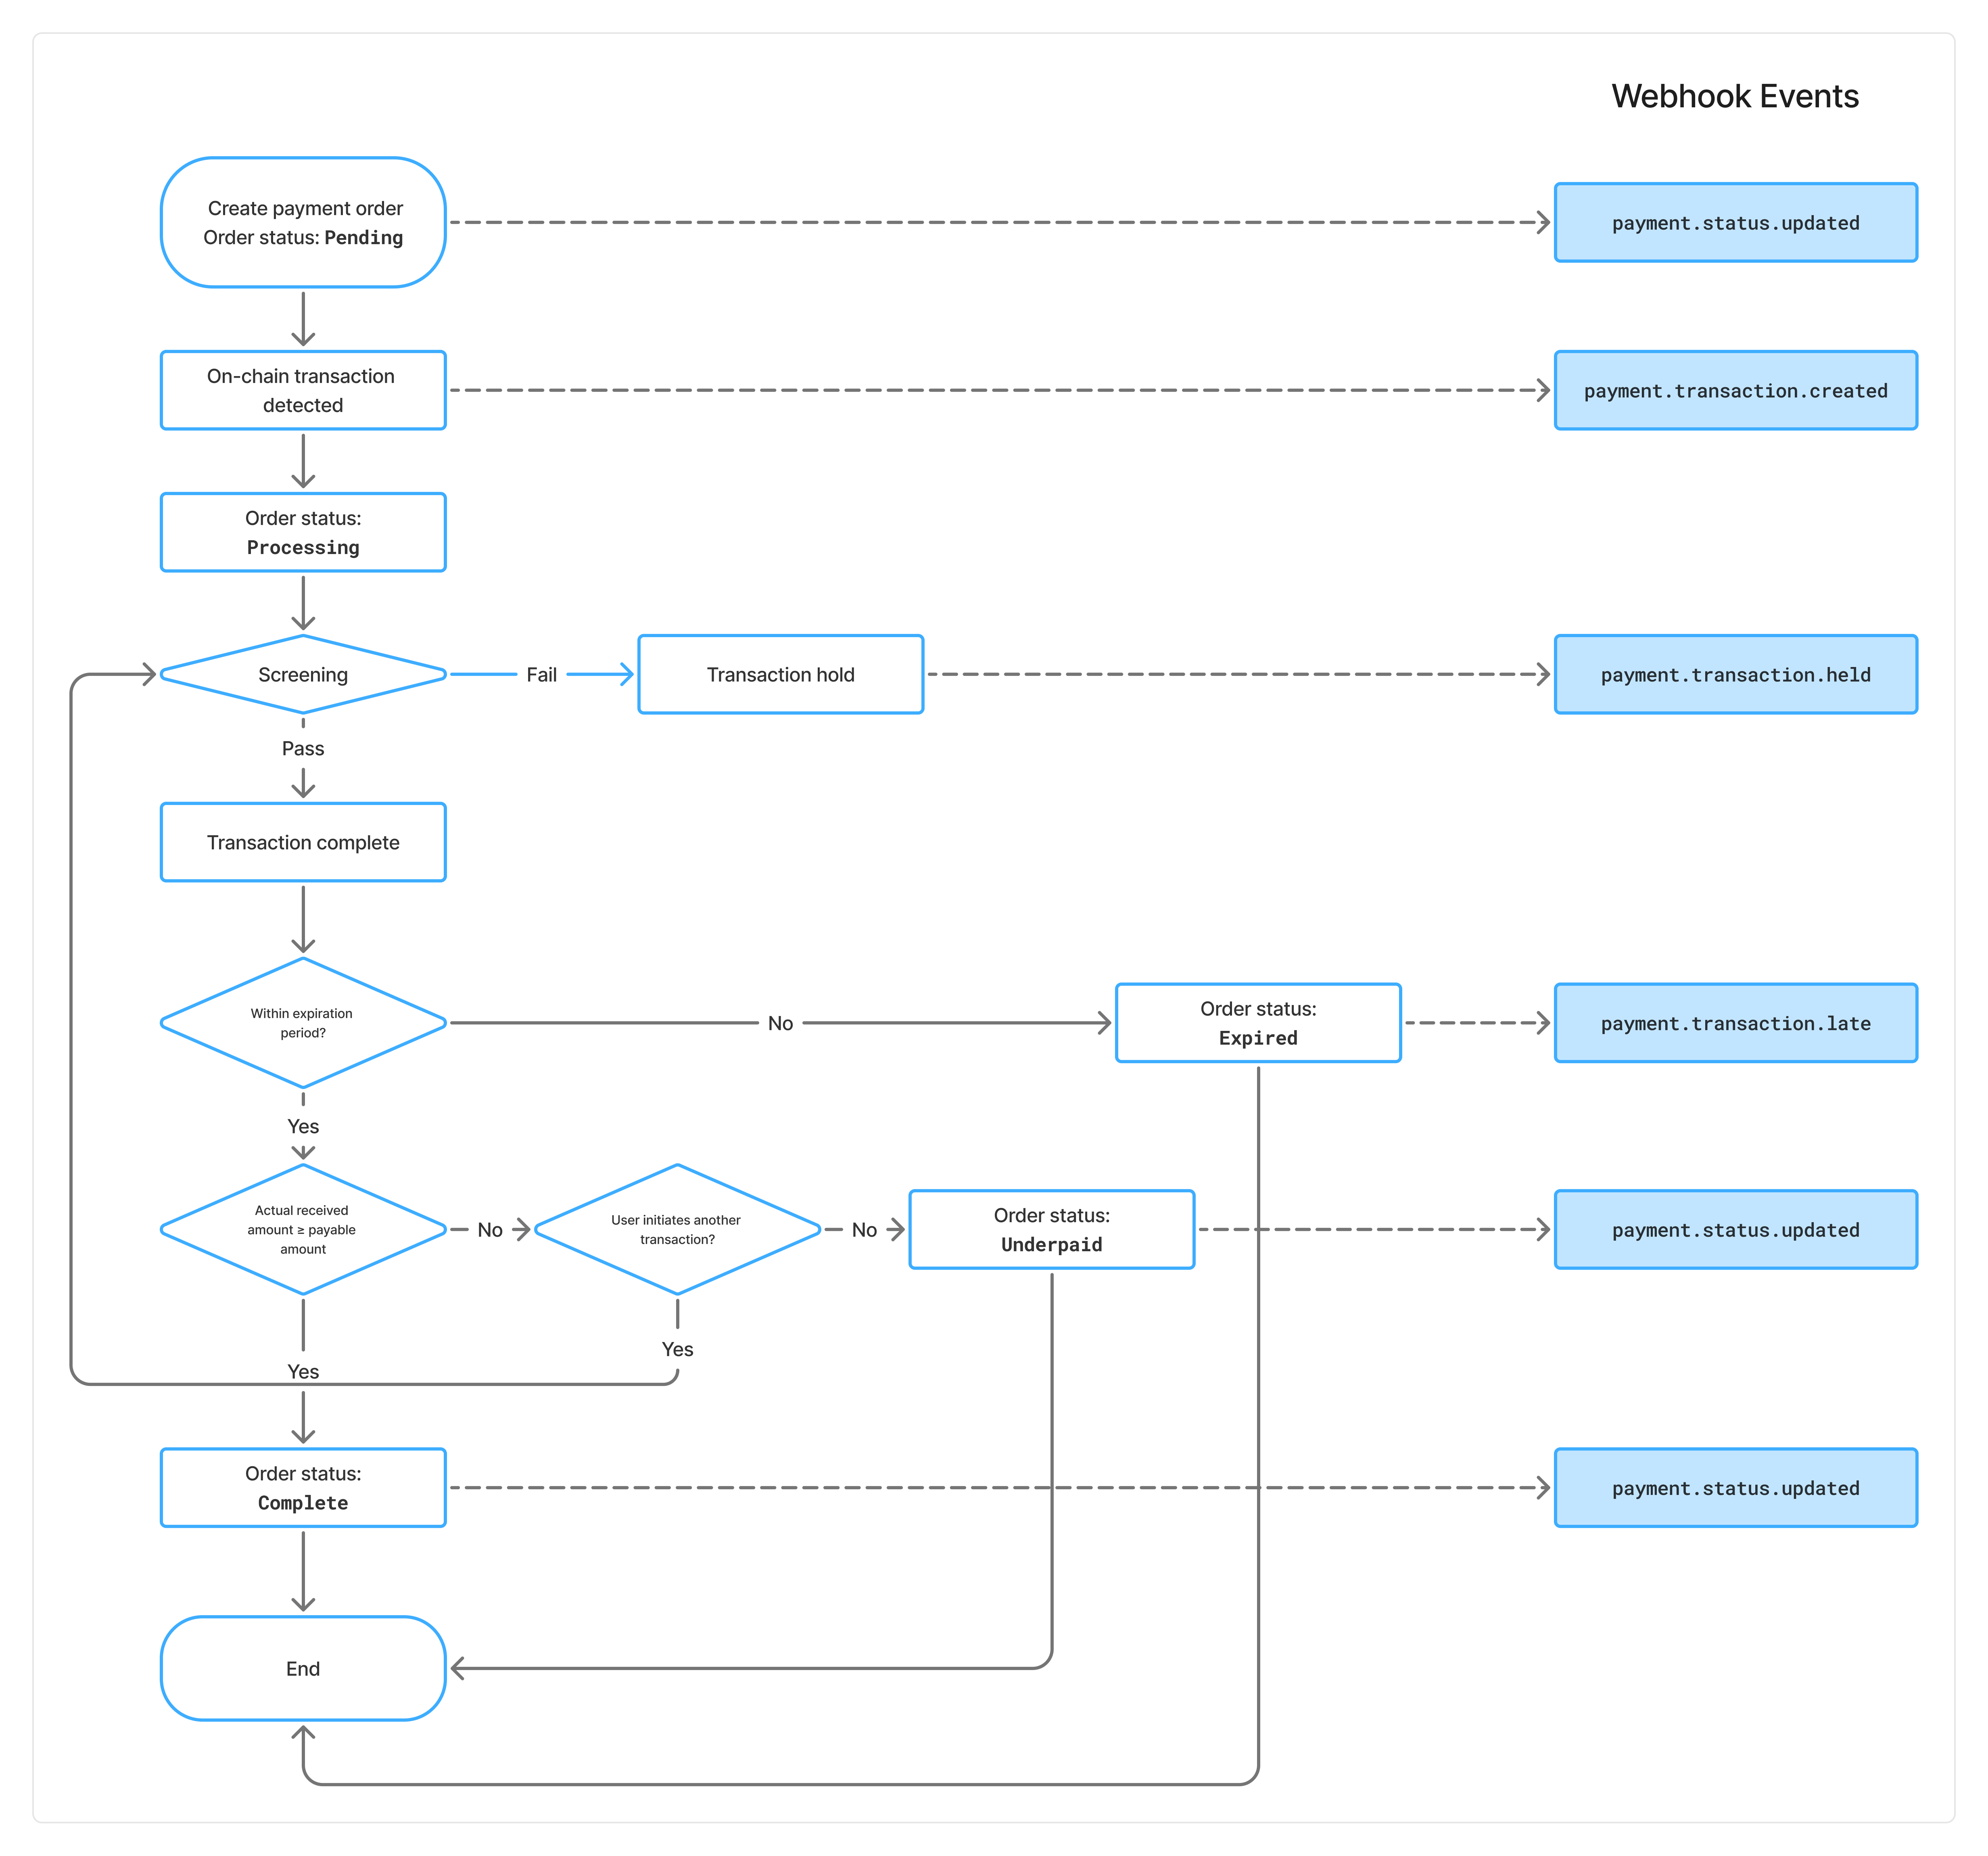 Webhook Events
Create payment order
Order status: Pending
payment.status.updated
On-chain transaction
detected
payment.transaction.created
Order status:
Processing
Screening
Fail
Transaction hold
payment.transaction.held
Pass
Transaction complete
Within expiration
period?
No
Order status:
Expired
payment.transaction.late
Yes
Actual received
amount ≥ payable
amount
No
User initiates another
transaction?
No
Order status:
Underpaid
payment.status.updated
Yes
Yes
Order status:
Complete
payment.status.updated
End